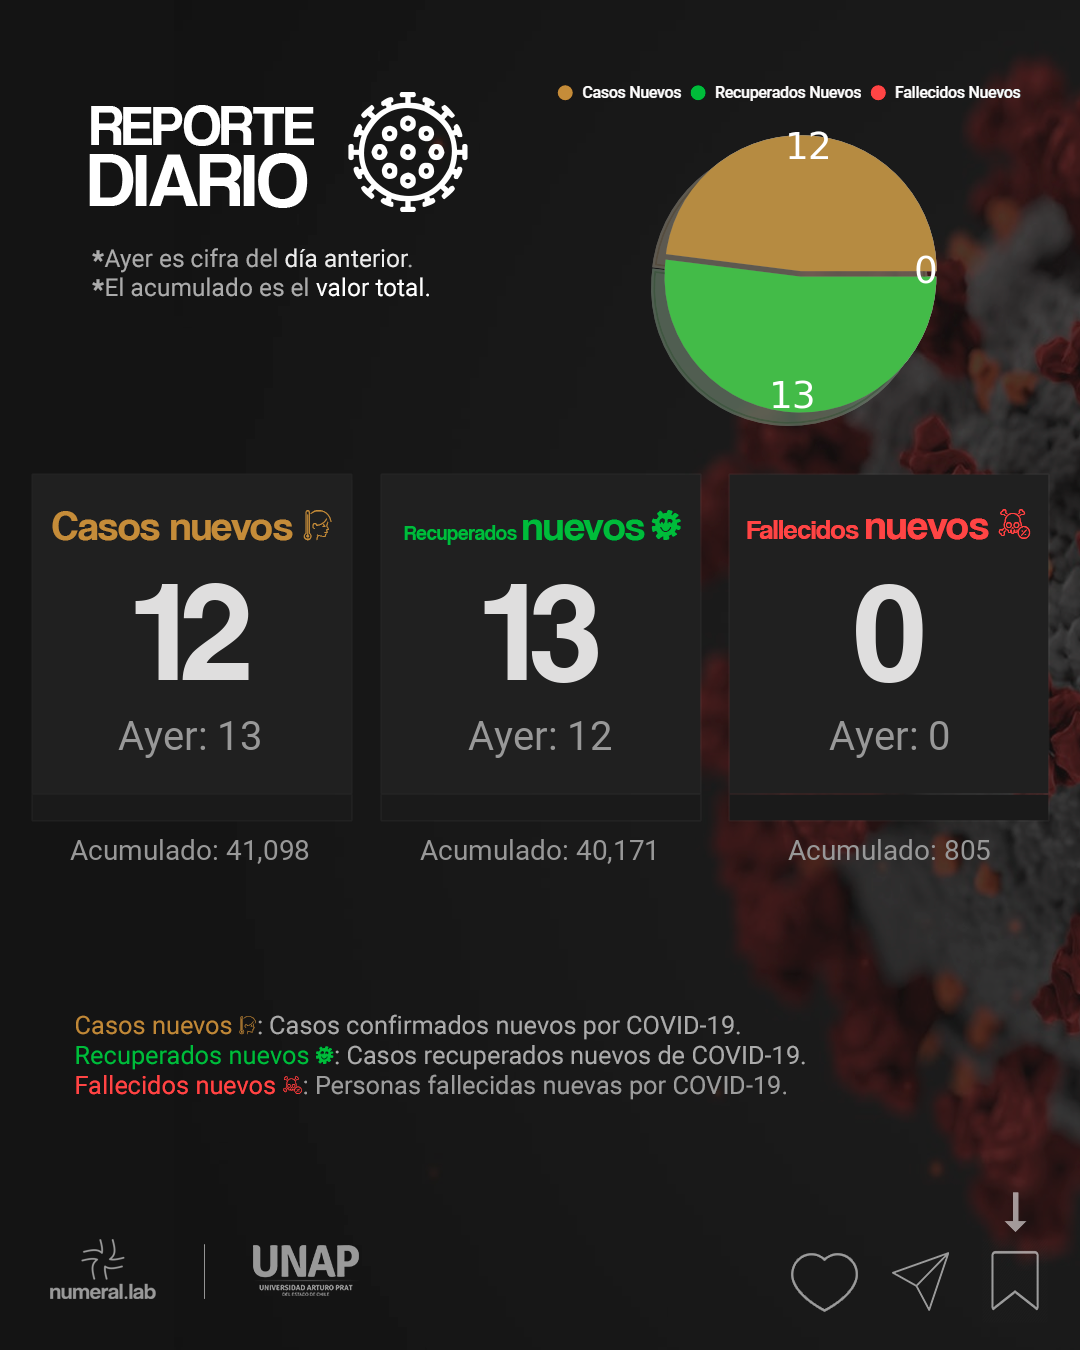 REPORTE
DIARIO
*Ayer es cifra del día anterior.
*El acumulado es el valor total.
Casos Nuevos Recuperados Nuevos Fallecidos Nuevos
12
0
13
Casos nuevos
12
Ayer: 13
Acumulado: 41,098
Recuperados nuevos
13
Ayer: 12
Acumulado: 40,171
Fallecidos nuevos
0
Ayer: 0
Acumulado: 805
Casos nuevos : Casos confirmados nuevos por COVID-19.
Recuperados nuevos : Casos recuperados nuevos de COVID-19.
Fallecidos nuevos : Personas fallecidas nuevas por COVID-19.
numeral.lab
UNAP
UNIVERSIDAD ARTURO PRAT
DEL ESTADO DE CHILE